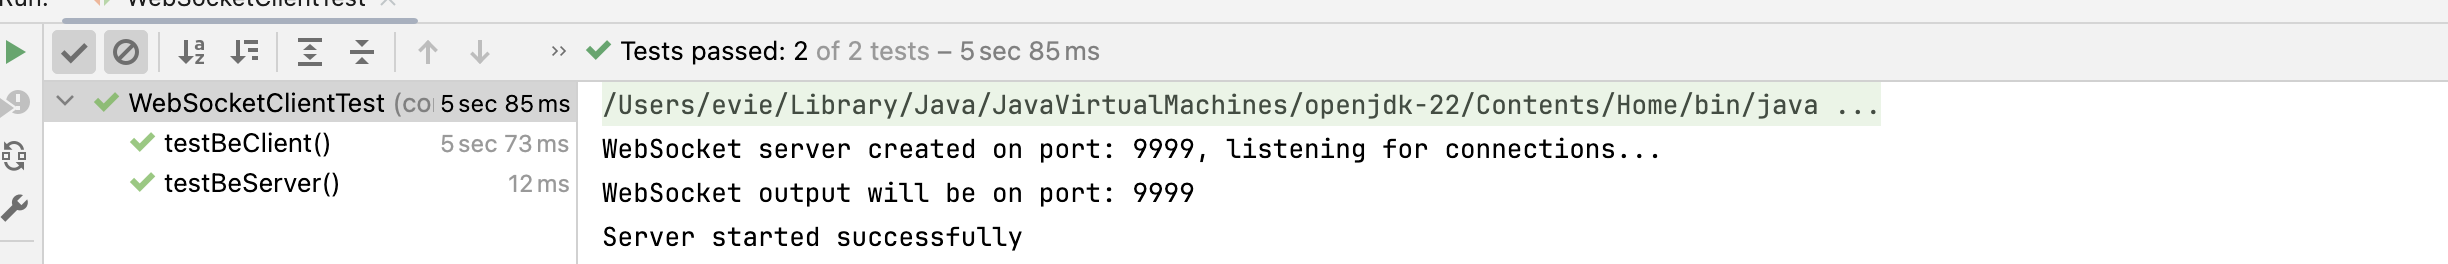 Run: WebSocketClientTest
Tests passed: 2 of 2 tests – 5 sec 85 ms
WebSocketClientTest (co 5 sec 85 ms
testBeClient() 5 sec 73 ms
testBeServer() 12 ms
/Users/evie/Library/Java/JavaVirtualMachines/openjdk-22/Contents/Home/bin/java ...
WebSocket server created on port: 9999, listening for connections...
WebSocket output will be on port: 9999
Server started successfully